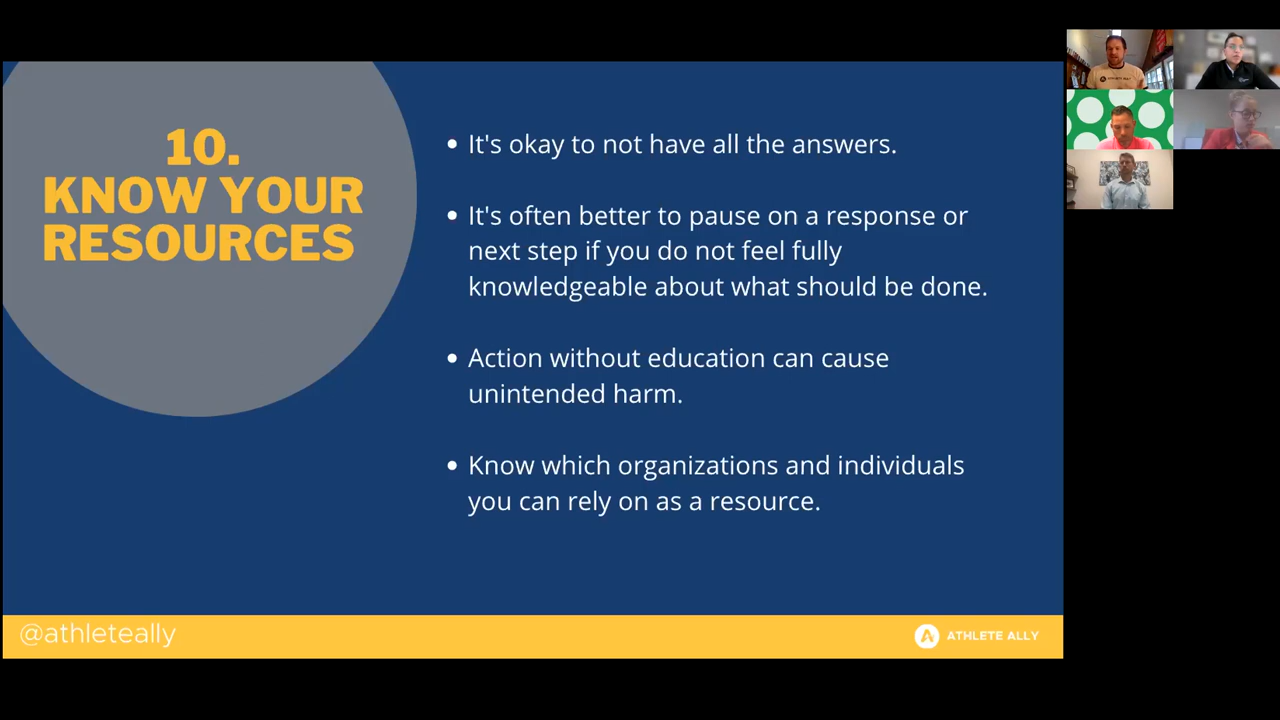 10.
KNOW YOUR
RESOURCES
• It's okay to not have all the answers.
• It's often better to pause on a response or
next step if you do not feel fully
knowledgeable about what should be done.
• Action without education can cause
unintended harm.
• Know which organizations and individuals
you can rely on as a resource.
@athleteally
A ATHLETE ALLY
ATHLETE ALLY